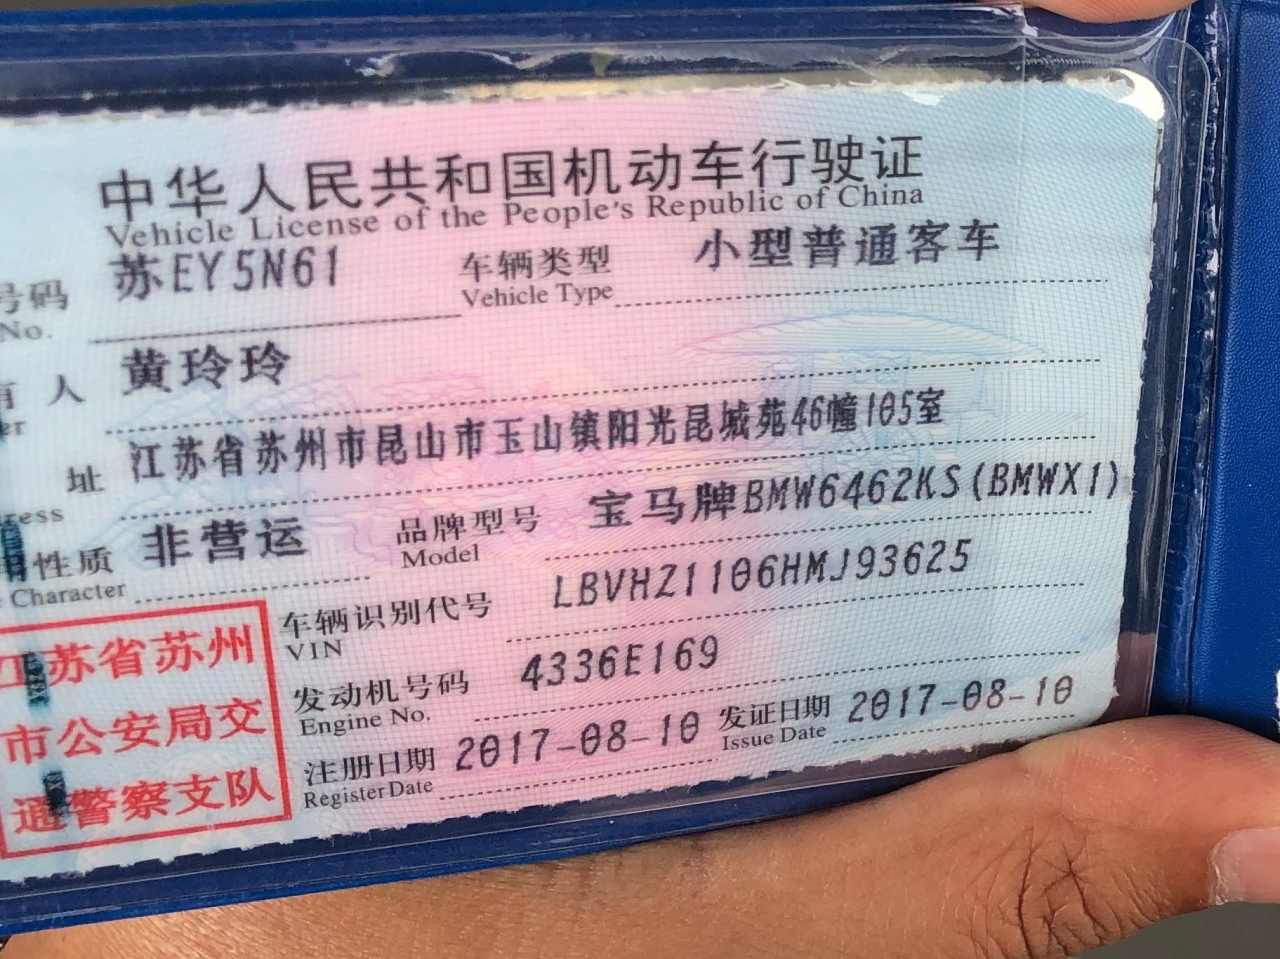 中华人民共和国机动车行驶证
Vehicle License of the People's Republic of China
号码 苏EY5N61 车辆类型 小型普通客车
No. Vehicle Type
有人 黄玲玲
er
址 江苏省苏州市昆山市玉山镇阳光昆城苑46幢105室
ress
用性质 非营运 品牌型号 宝马牌BMW6462KS(BMWX1)
Character Model
车辆识别代号 LBVHZ1106HMJ93625
VIN
发动机号码 4336E169
Engine No.
注册日期 2017-08-10 发证日期 2017-08-10
Register Date Issue Date
江苏省苏州
市公安局交
通警察支队